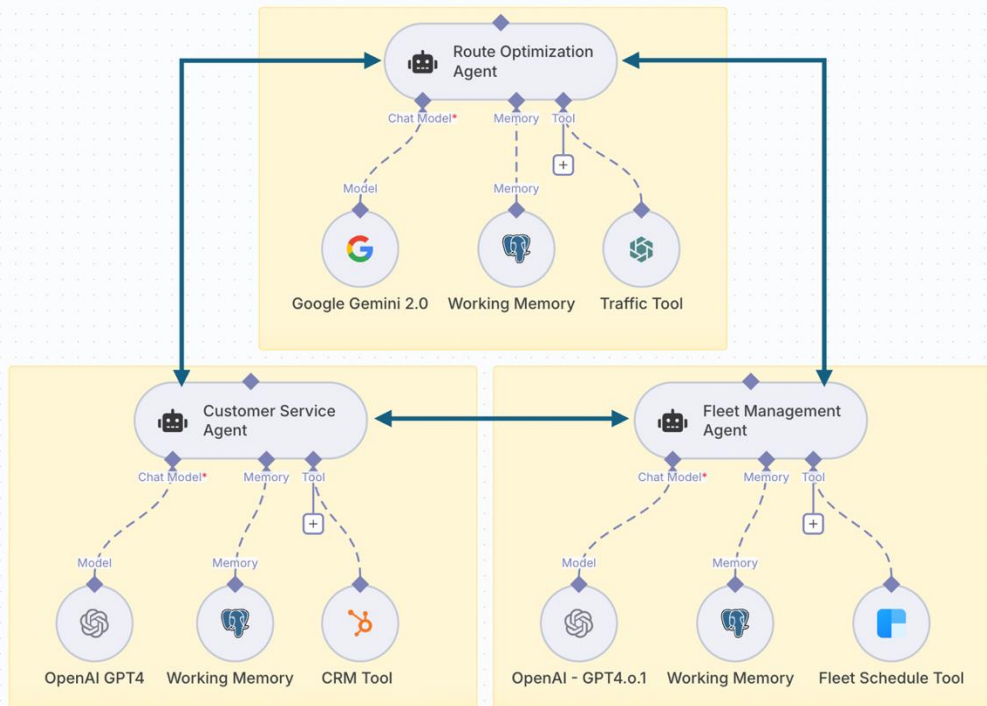 Route Optimization
Agent
Chat Model*
Memory
Tool
+
Model
Memory
Google Gemini 2.0
Working Memory
Traffic Tool
Customer Service
Agent
Chat Model*
Memory
Tool
+
Model
Memory
OpenAI GPT4
Working Memory
CRM Tool
Fleet Management
Agent
Chat Model*
Memory
Tool
+
Model
Memory
OpenAI - GPT4.o.1
Working Memory
Fleet Schedule Tool